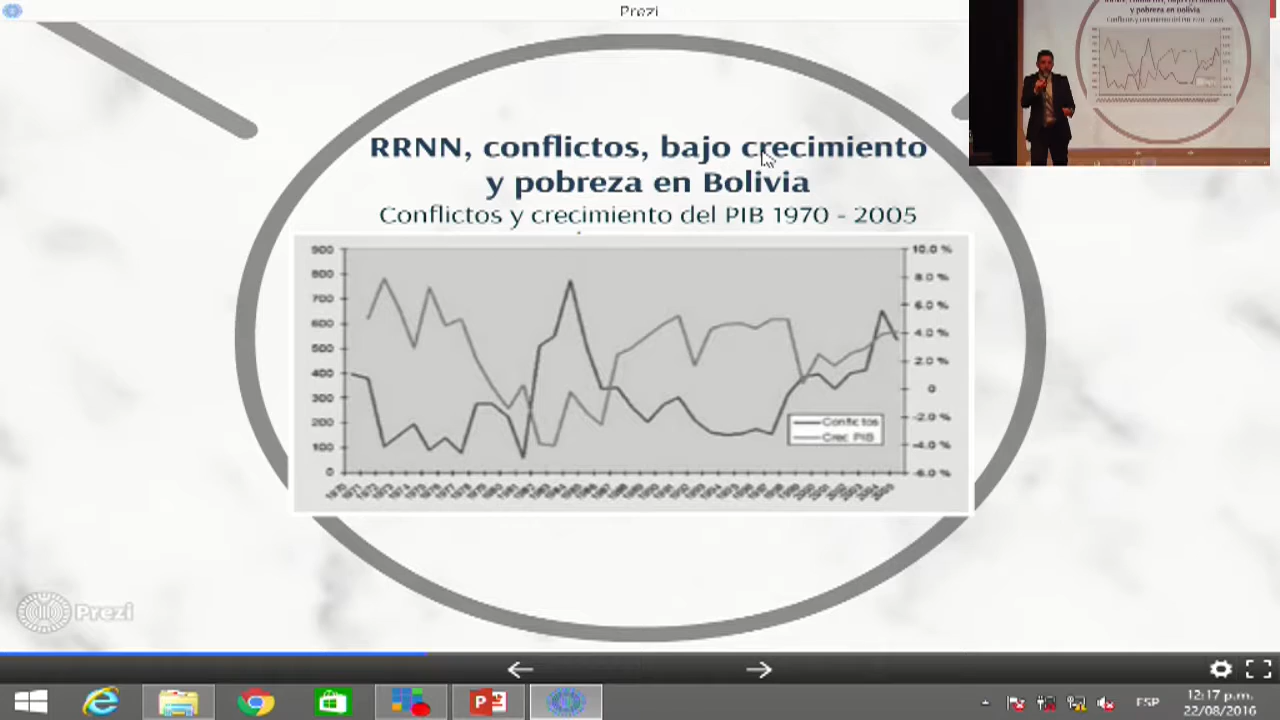 Prezi
RRNN, conflictos, bajo crecimiento
y pobreza en Bolivia
Conflictos y crecimiento del PIB 1970 - 2005
900
800
700
600
500
400
300
200
100
0
10.0 %
8.0 %
6.0 %
4.0 %
2.0 %
0
-2.0 %
-4.0 %
-6.0 %
Conflictos
Crec PIB
Prezi
ESP
12:17 p.m.
22/08/2016